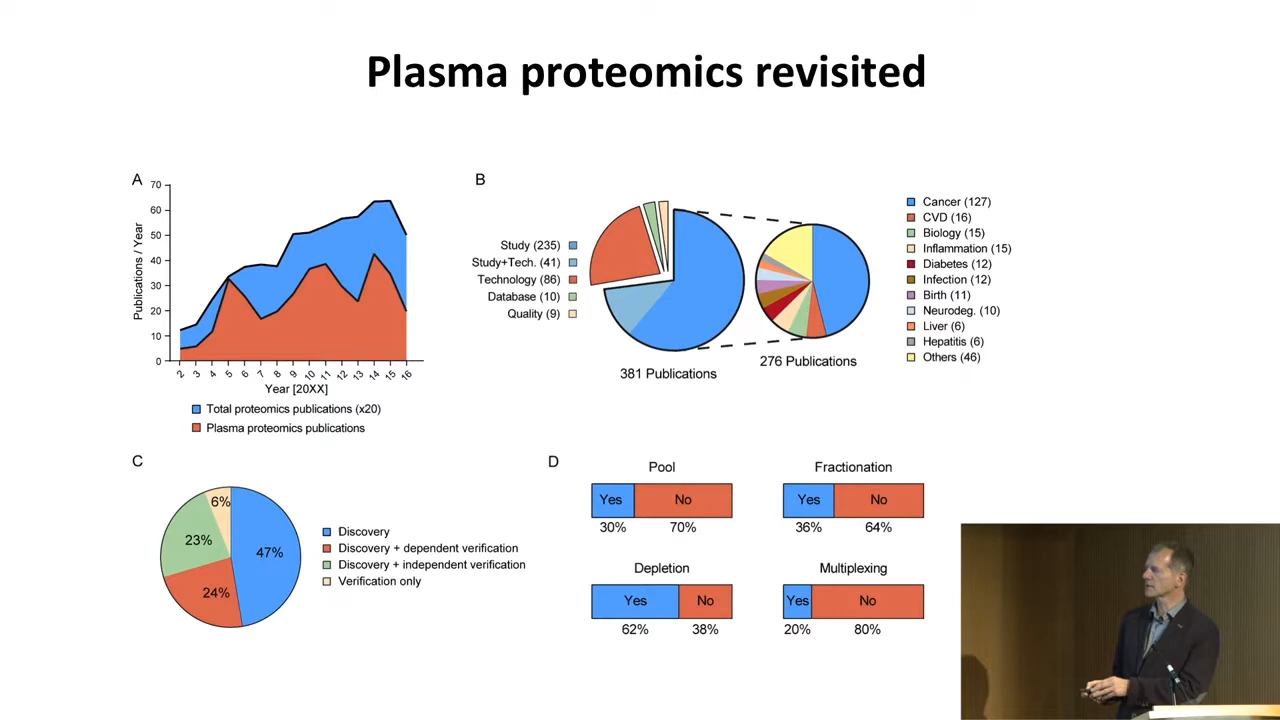 Plasma proteomics revisited
A
70
60
50
40
30
20
10
0
Publications / Year
2 3 4 5 6 7 8 9 10 11 12 13 14 15 16
Year [20XX]
Total proteomics publications (x20)
Plasma proteomics publications
B
Study (235)
Study+Tech. (41)
Technology (86)
Database (10)
Quality (9)
381 Publications
276 Publications
Cancer (127)
CVD (16)
Biology (15)
Inflammation (15)
Diabetes (12)
Infection (12)
Birth (11)
Neurodeg. (10)
Liver (6)
Hepatitis (6)
Others (46)
C
6%
23%
47%
24%
Discovery
Discovery + dependent verification
Discovery + independent verification
Verification only
D
Pool
Yes No
30% 70%
Fractionation
Yes No
36% 64%
Depletion
Yes No
62% 38%
Multiplexing
Yes No
20% 80%